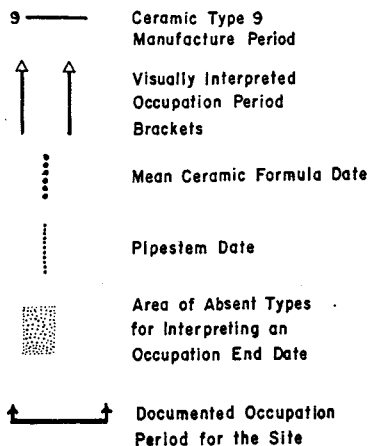 9 Ceramic Type 9
Manufacture Period
Visually Interpreted
Occupation Period
Brackets
Mean Ceramic Formula Date
Pipestem Date
Area of Absent Types
for Interpreting an
Occupation End Date
Documented Occupation
Period for the Site